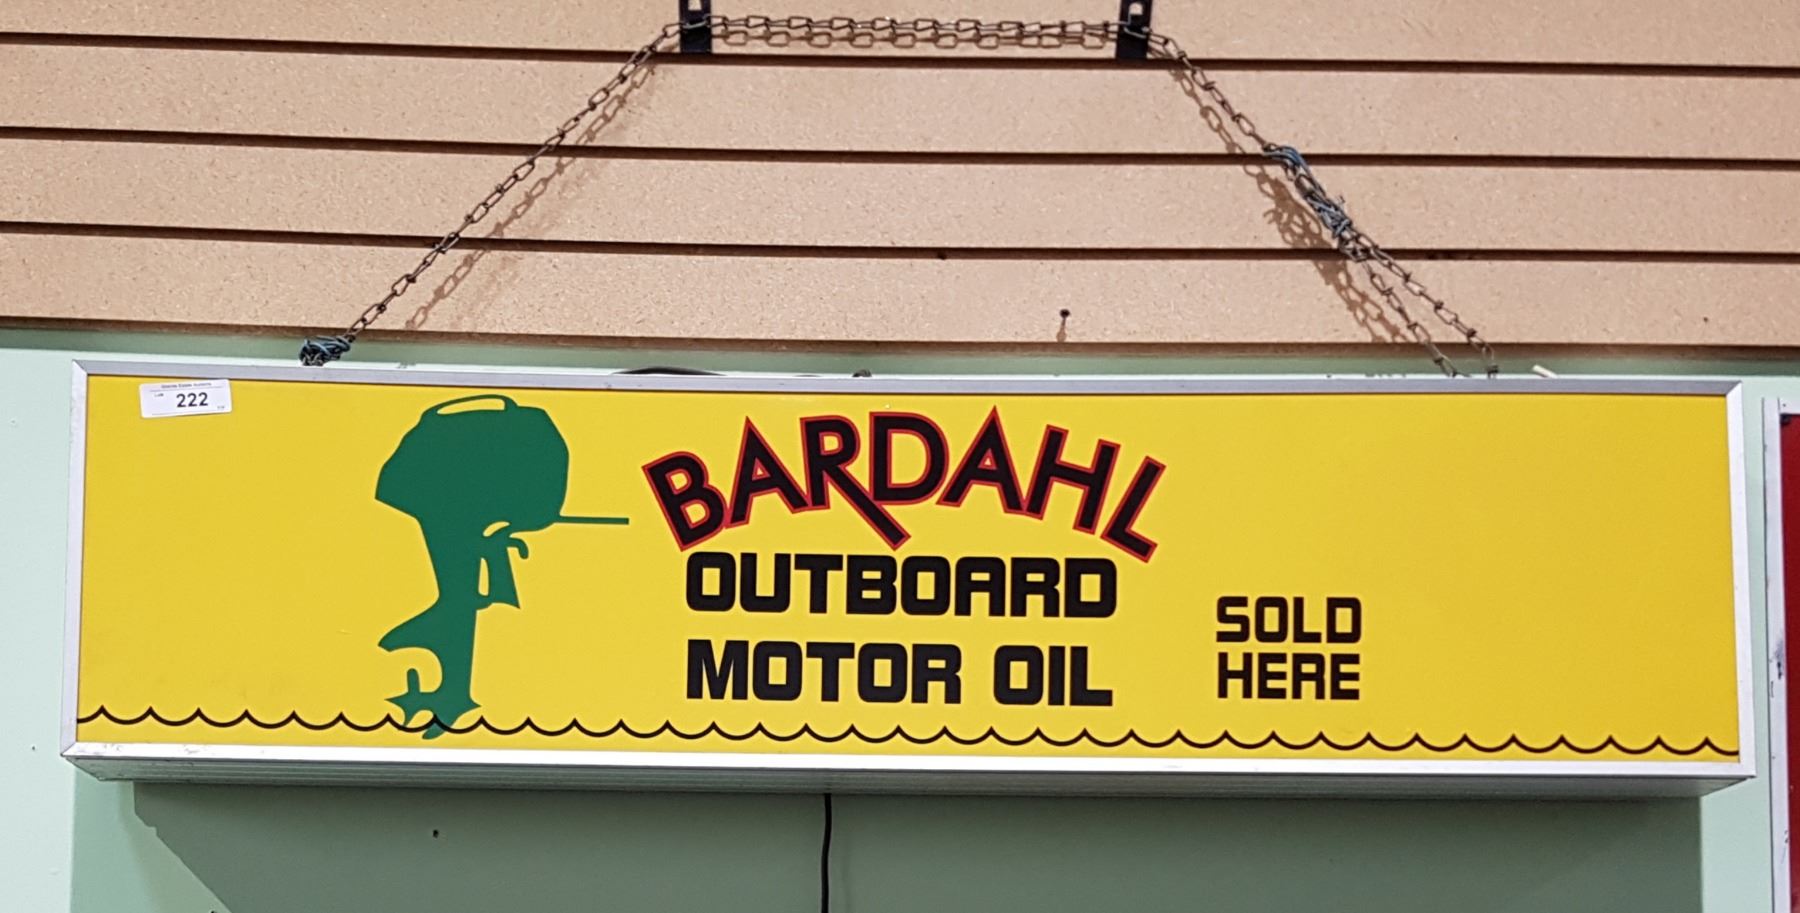 222
BARDAHL
OUTBOARD
MOTOR OIL
SOLD
HERE